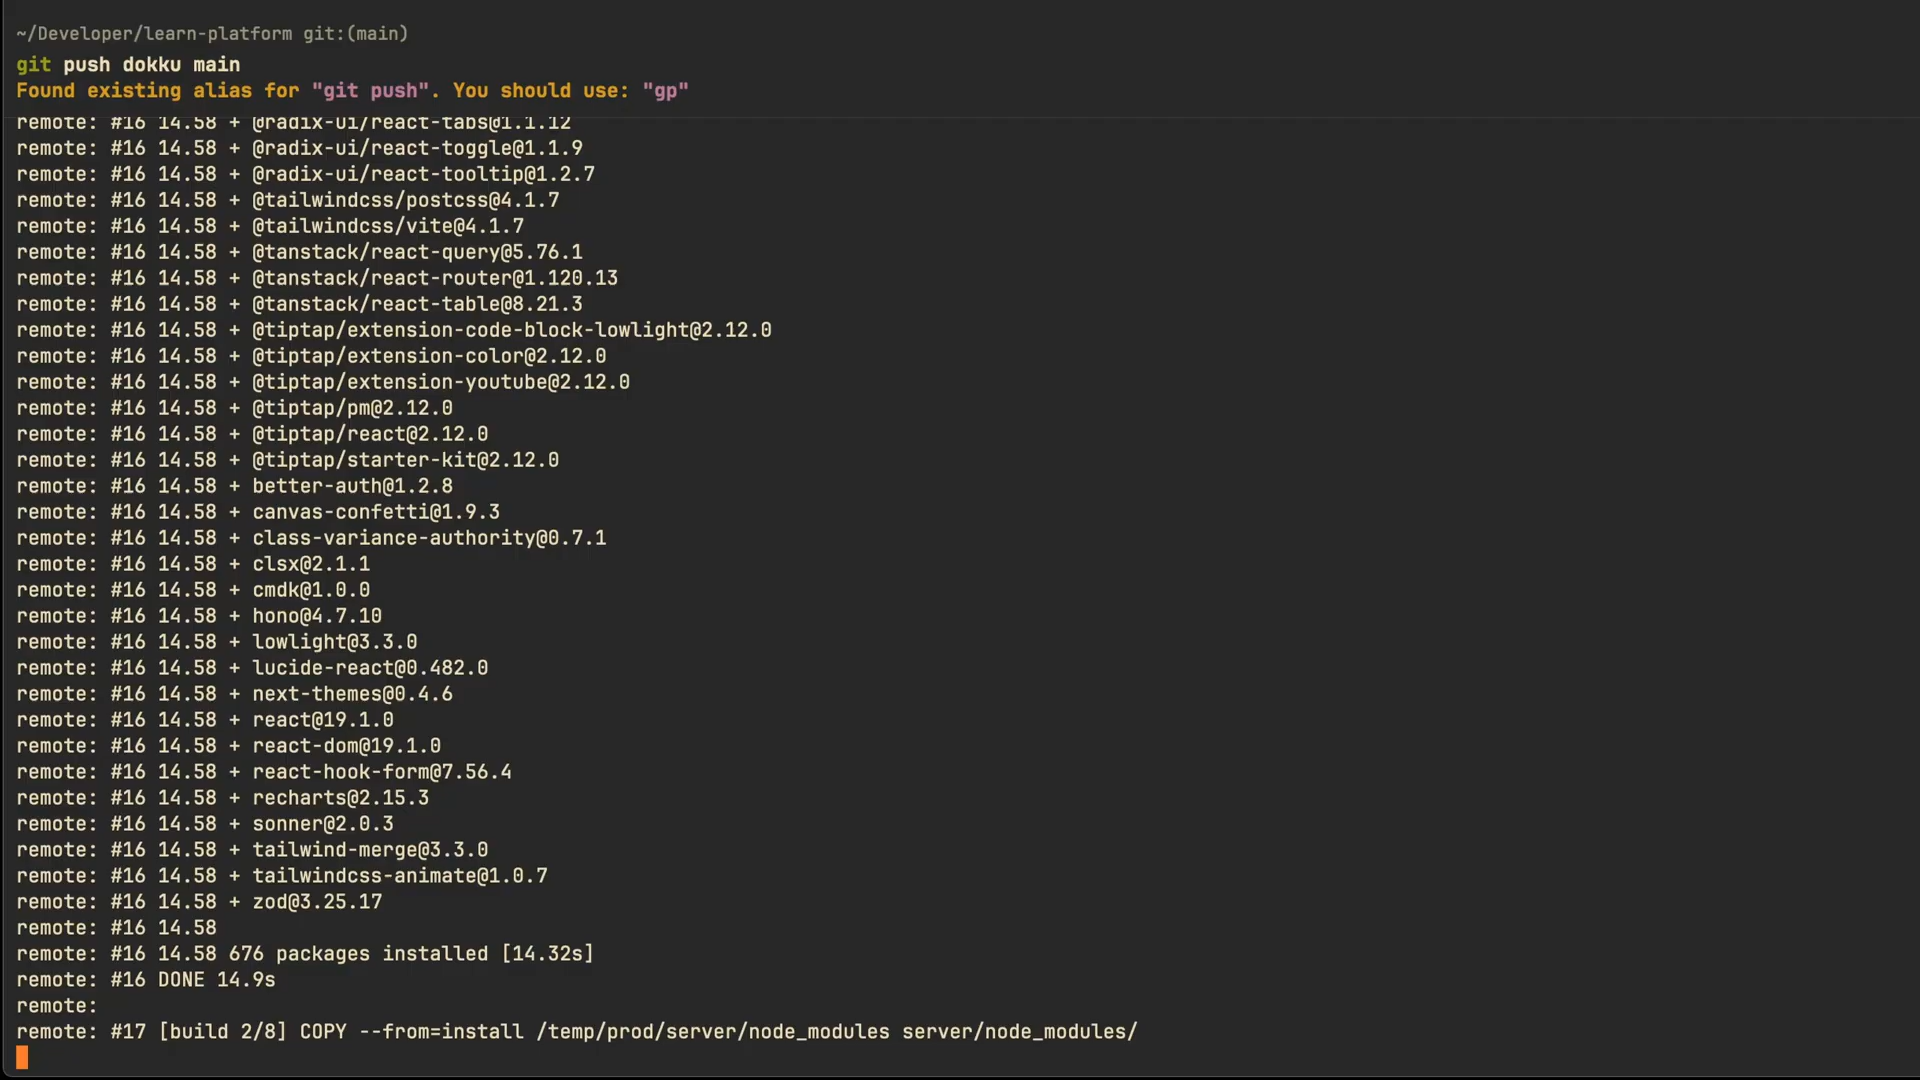 ~/Developer/learn-platform git:(main)
git push dokku main
Found existing alias for "git push". You should use: "gp"
remote: #16 14.58 + @radix-ui/react-tabs@1.1.12
remote: #16 14.58 + @radix-ui/react-toggle@1.1.9
remote: #16 14.58 + @radix-ui/react-tooltip@1.2.7
remote: #16 14.58 + @tailwindcss/postcss@4.1.7
remote: #16 14.58 + @tailwindcss/vite@4.1.7
remote: #16 14.58 + @tanstack/react-query@5.76.1
remote: #16 14.58 + @tanstack/react-router@1.120.13
remote: #16 14.58 + @tanstack/react-table@8.21.3
remote: #16 14.58 + @tiptap/extension-code-block-lowlight@2.12.0
remote: #16 14.58 + @tiptap/extension-color@2.12.0
remote: #16 14.58 + @tiptap/extension-youtube@2.12.0
remote: #16 14.58 + @tiptap/pm@2.12.0
remote: #16 14.58 + @tiptap/react@2.12.0
remote: #16 14.58 + @tiptap/starter-kit@2.12.0
remote: #16 14.58 + better-auth@1.2.8
remote: #16 14.58 + canvas-confetti@1.9.3
remote: #16 14.58 + class-variance-authority@0.7.1
remote: #16 14.58 + clsx@2.1.1
remote: #16 14.58 + cmdk@1.0.0
remote: #16 14.58 + hono@4.7.10
remote: #16 14.58 + lowlight@3.3.0
remote: #16 14.58 + lucide-react@0.482.0
remote: #16 14.58 + next-themes@0.4.6
remote: #16 14.58 + react@19.1.0
remote: #16 14.58 + react-dom@19.1.0
remote: #16 14.58 + react-hook-form@7.56.4
remote: #16 14.58 + recharts@2.15.3
remote: #16 14.58 + sonner@2.0.3
remote: #16 14.58 + tailwind-merge@3.3.0
remote: #16 14.58 + tailwindcss-animate@1.0.7
remote: #16 14.58 + zod@3.25.17
remote: #16 14.58
remote: #16 14.58 676 packages installed [14.32s]
remote: #16 DONE 14.9s
remote:
remote: #17 [build 2/8] COPY --from=install /temp/prod/server/node_modules server/node_modules/